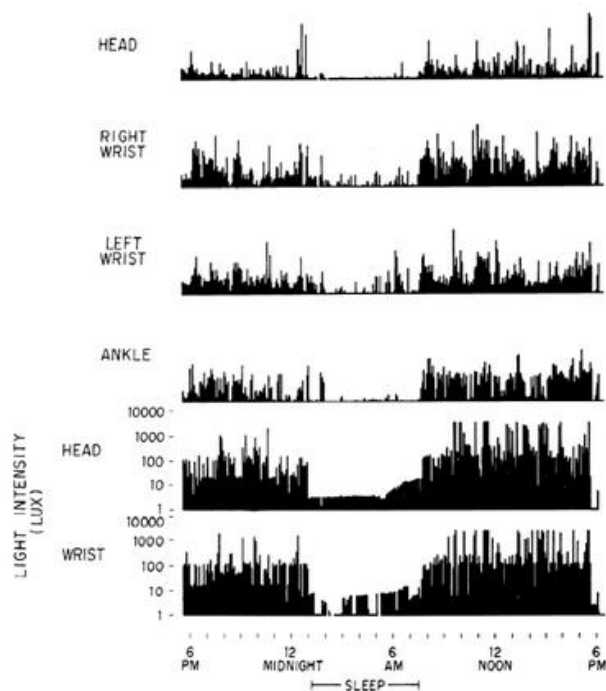 HEAD
RIGHT
WRIST
LEFT
WRIST
ANKLE
LIGHT INTENSITY
(LUX)
HEAD
10000
1000
100
10
1
WRIST
10000
1000
100
10
1
6 12 6 12 6
PM MIDNIGHT AM NOON PM
SLEEP